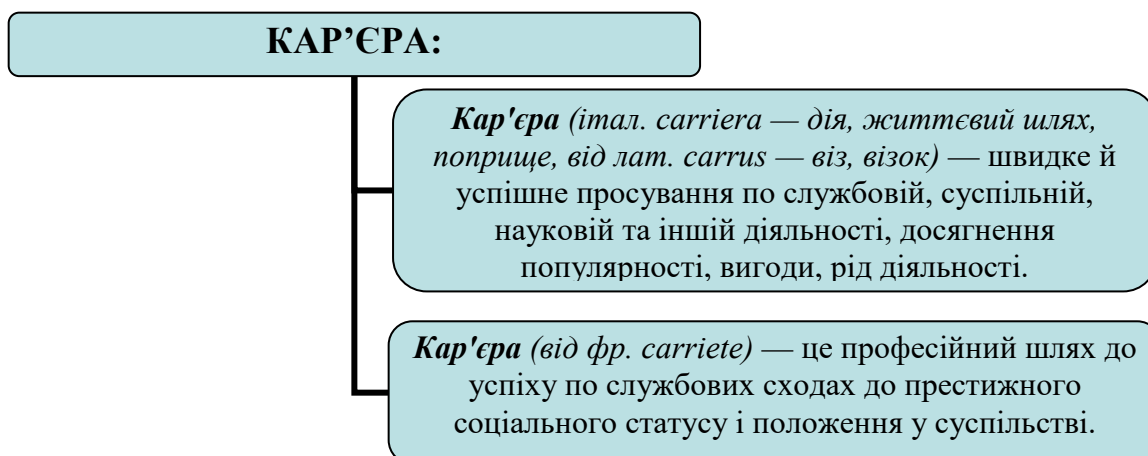 КАР’ЄРА:
Кар'єра (італ. carriera — дія, життєвий шлях,
поприще, від лат. carrus — віз, візок) — швидке й
успішне просування по службовій, суспільній,
науковій та іншій діяльності, досягнення
популярності, вигоди, рід діяльності.
Кар'єра (від фр. carriete) — це професійний шлях до
успіху по службових сходах до престижного
соціального статусу і положення у суспільстві.